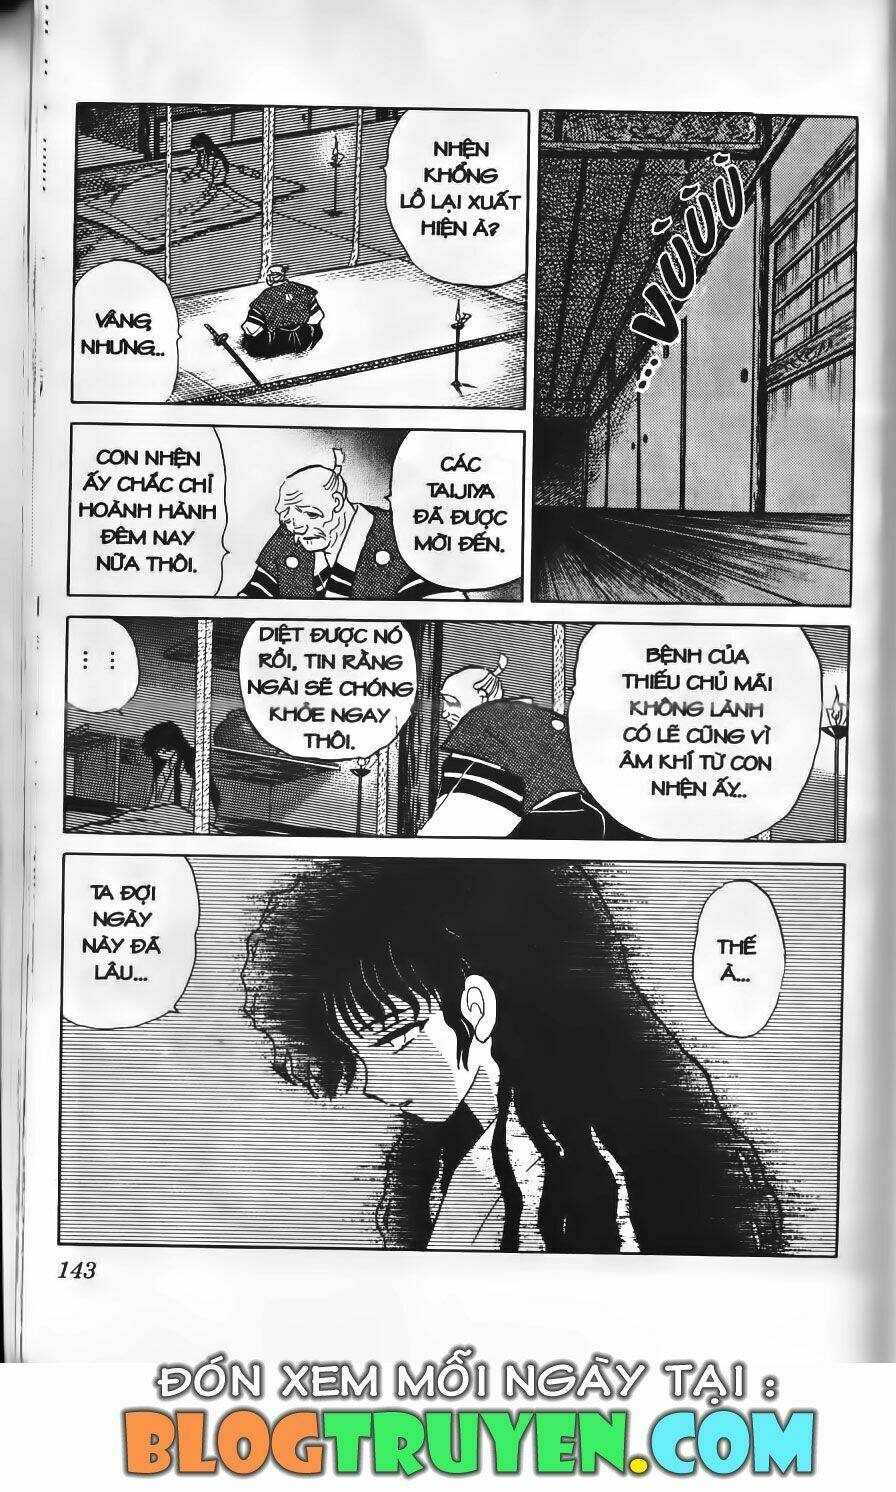 VÙÙÙÙ
...
NHỆN
KHỔNG
LỒ LẠI XUẤT
HIỆN À?
VÂNG,
NHƯNG...
CÁC
TAIJIYA
ĐÃ ĐƯỢC
MỜI ĐẾN.
CON NHỆN
ẤY CHẮC CHỈ
HOÀNH HÀNH
ĐÊM NAY
NỮA THÔI.
BỆNH CỦA
THIẾU CHỦ MÃI
KHÔNG LÀNH
CÓ LẼ CŨNG VÌ
ÂM KHÍ TỪ CON
NHỆN ẤY..
DIỆT ĐƯỢC NÓ
RỒI, TIN RẰNG
NGÀI SẼ CHÓNG
KHỎE NGAY
THÔI.
... ...
THẾ
À...
TA ĐỢI
NGÀY
NÀY ĐÃ
LÂU...
143
ĐÓN XEM MỖI NGÀY TẠI :
BLOGTRUYEN.COM